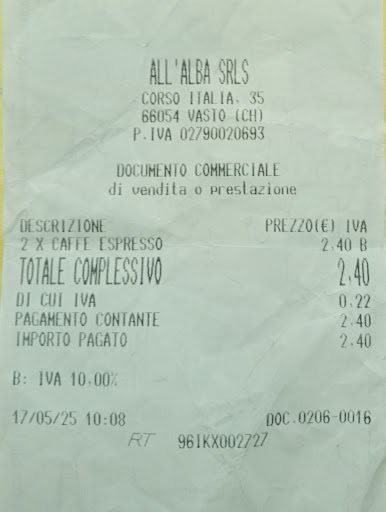 ALL'ALBA SRLS
CORSO ITALIA, 35
66054 VASTO (CH)
P.IVA 02790020693
DOCUMENTO COMMERCIALE
di vendita o prestazione
DESCRIZIONE PREZZO(€) IVA
2 X CAFFE ESPRESSO 2,40 B
TOTALE COMPLESSIVO 2,40
DI CUI IVA 0,22
PAGAMENTO CONTANTE 2,40
IMPORTO PAGATO 2,40
B: IVA 10,00%
17/05/25 10:08 DOC.0206-0016
RT 96IKX002727